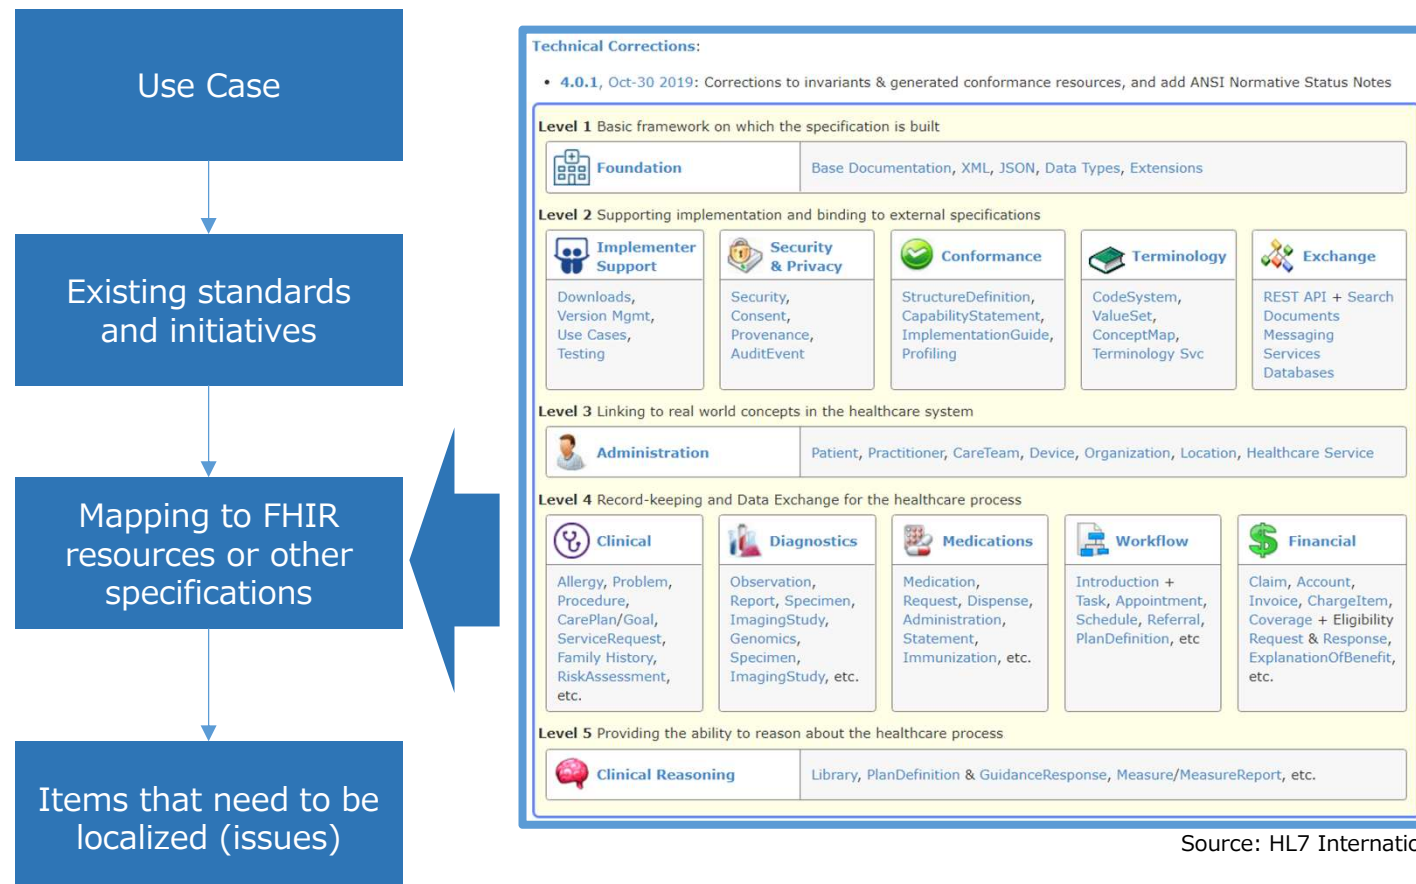 Use Case
Existing standards
and initiatives
Mapping to FHIR
resources or other
specifications
Items that need to be
localized (issues)
Technical Corrections:
• 4.0.1, Oct-30 2019: Corrections to invariants & generated conformance resources, and add ANSI Normative Status Notes
Level 1 Basic framework on which the specification is built
Foundation
Base Documentation, XML, JSON, Data Types, Extensions
Level 2 Supporting implementation and binding to external specifications
Implementer
Support
Downloads,
Version Mgmt,
Use Cases,
Testing
Security
& Privacy
Security,
Consent,
Provenance,
AuditEvent
Conformance
StructureDefinition,
CapabilityStatement,
ImplementationGuide,
Profiling
Terminology
CodeSystem,
ValueSet,
ConceptMap,
Terminology Svc
Exchange
REST API + Search
Documents
Messaging
Services
Databases
Level 3 Linking to real world concepts in the healthcare system
Administration
Patient, Practitioner, CareTeam, Device, Organization, Location, Healthcare Service
Level 4 Record-keeping and Data Exchange for the healthcare process
Clinical
Allergy, Problem,
Procedure,
CarePlan/Goal,
ServiceRequest,
Family History,
RiskAssessment,
etc.
Diagnostics
Observation,
Report, Specimen,
ImagingStudy,
Genomics,
Specimen,
ImagingStudy, etc.
Medications
Medication,
Request, Dispense,
Administration,
Statement,
Immunization, etc.
Workflow
Introduction +
Task, Appointment,
Schedule, Referral,
PlanDefinition, etc
Financial
Claim, Account,
Invoice, ChargeItem,
Coverage + Eligibility
Request & Response,
ExplanationOfBenefit,
etc.
Level 5 Providing the ability to reason about the healthcare process
Clinical Reasoning
Library, PlanDefinition & GuidanceResponse, Measure/MeasureReport, etc.
Source: HL7 Internatio